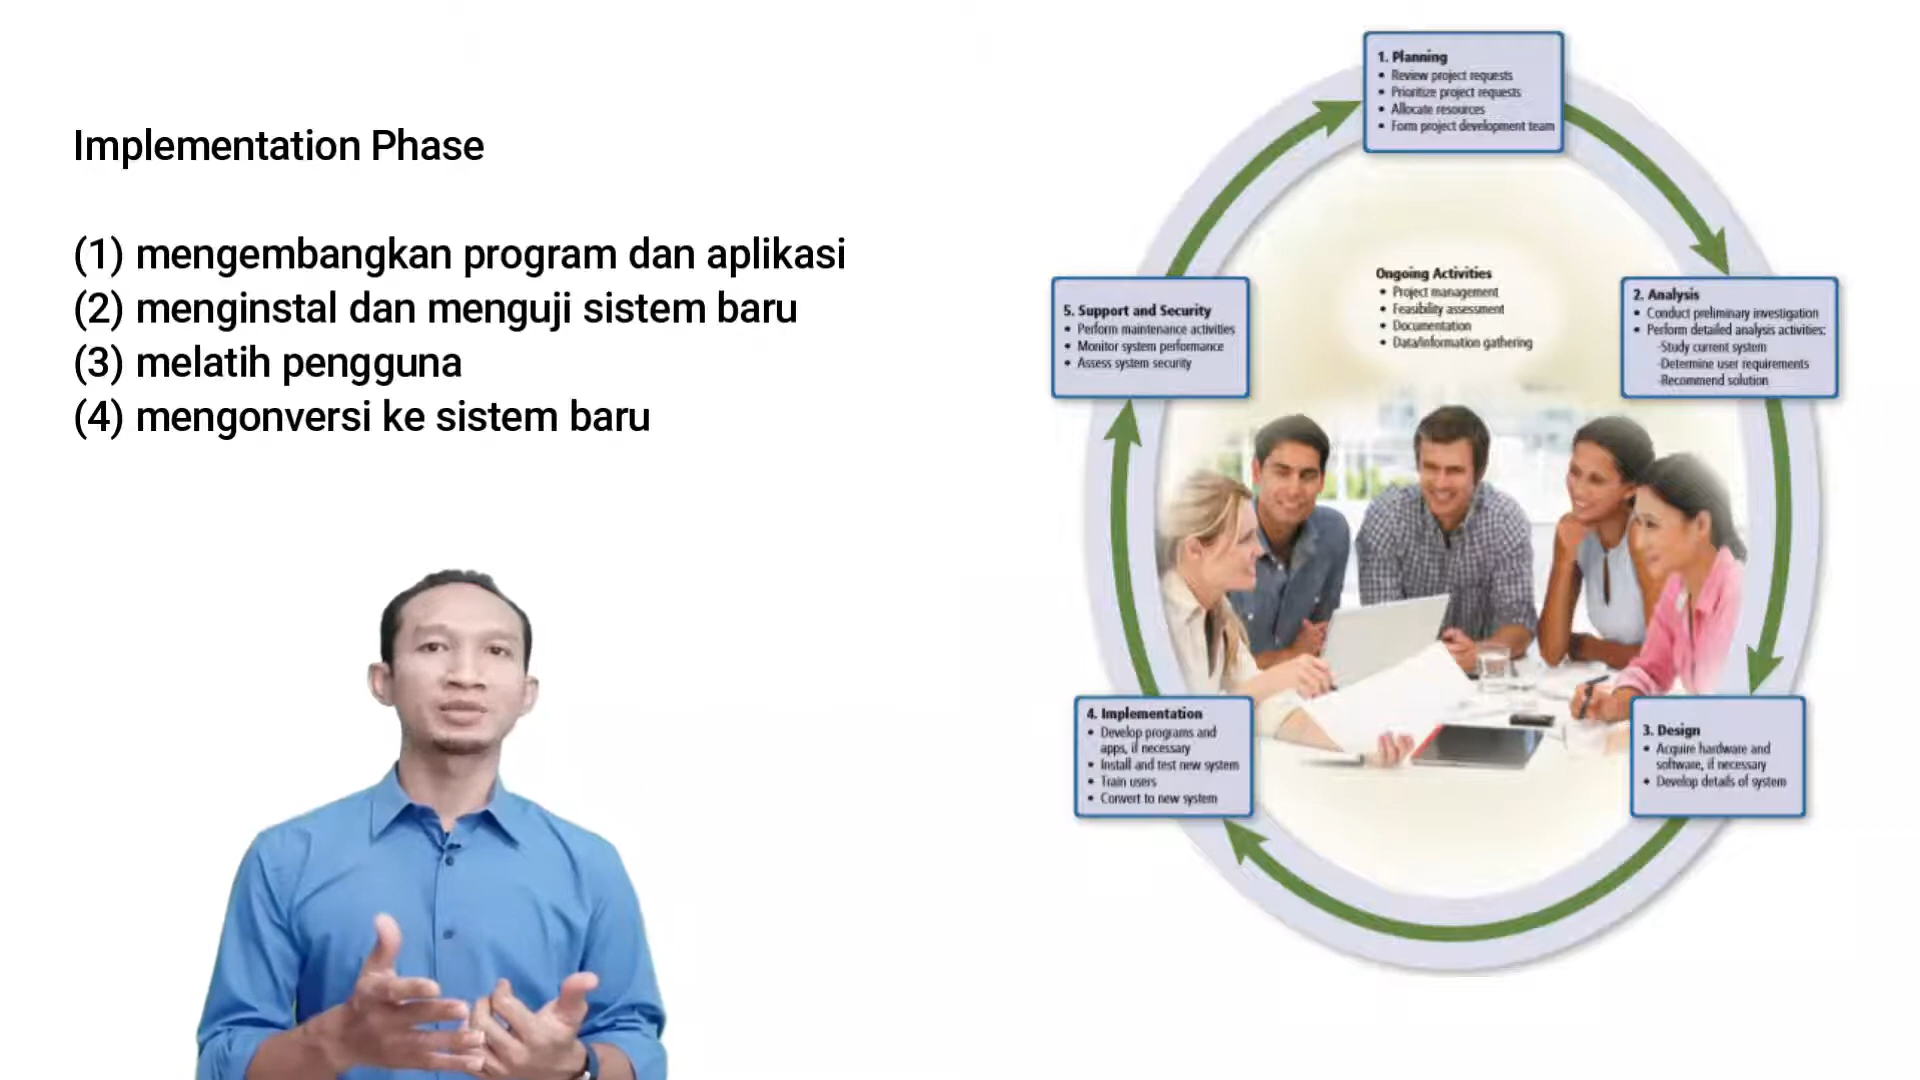 Implementation Phase
(1) mengembangkan program dan aplikasi
(2) menginstal dan menguji sistem baru
(3) melatih pengguna
(4) mengonversi ke sistem baru
1. Planning
• Review project requests
• Prioritize project requests
• Allocate resources
• Form project development team
2. Analysis
• Conduct preliminary investigation
• Perform detailed analysis activities:
-Study current system
-Determine user requirements
-Recommend solution
3. Design
• Acquire hardware and
software, if necessary
• Develop details of system
4. Implementation
• Develop programs and
apps, if necessary
• Install and test new system
• Train users
• Convert to new system
5. Support and Security
• Perform maintenance activities
• Monitor system performance
• Assess system security
Ongoing Activities
• Project management
• Feasibility assessment
• Documentation
• Data/information gathering